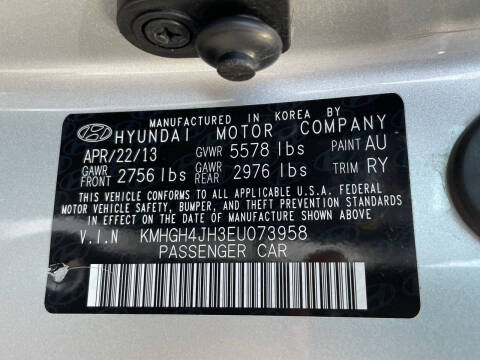 MANUFACTURED IN KOREA BY
HYUNDAI MOTOR COMPANY
APR/22/13 GVWR 5578 lbs PAINT AU
GAWR FRONT 2756 lbs GAWR REAR 2976 lbs TRIM RY
THIS VEHICLE CONFORMS TO ALL APPLICABLE U.S.A. FEDERAL
MOTOR VEHICLE SAFETY, BUMPER, AND THEFT PREVENTION STANDARDS
IN EFFECT ON THE DATE OF MANUFACTURE SHOWN ABOVE.
V.I.N KMHGH4JH3EU073958
PASSENGER CAR